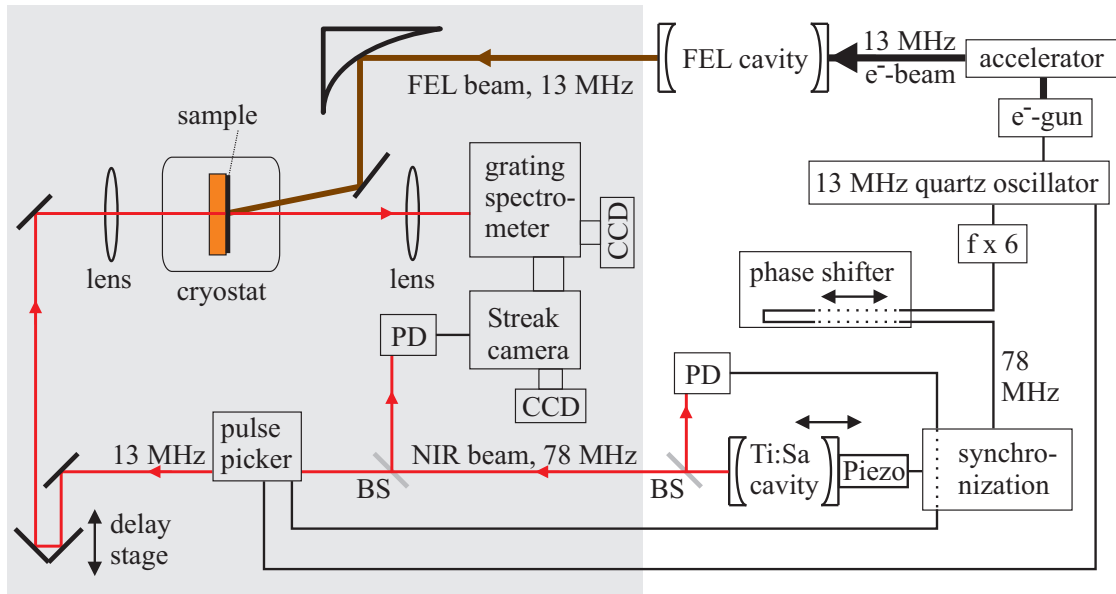 13 MHz
e⁻-beam
FEL cavity
accelerator
FEL beam, 13 MHz
e⁻-gun
sample
13 MHz quartz oscillator
grating
spectro-
meter
CCD
f x 6
lens
cryostat
lens
phase shifter
PD
Streak
camera
CCD
78
MHz
PD
pulse
picker
13 MHz
NIR beam, 78 MHz
BS
BS
Ti:Sa
cavity
Piezo
synchro-
nization
delay
stage